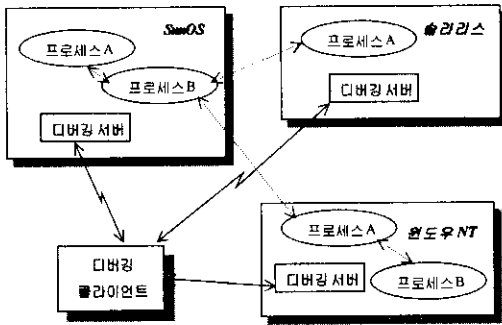 SunOS
프로세스A
프로세스B
디버깅 서버
솔라리스
프로세스A
디버깅 서버
윈도우 NT
프로세스A
디버깅 서버
프로세스B
디버깅
클라이언트